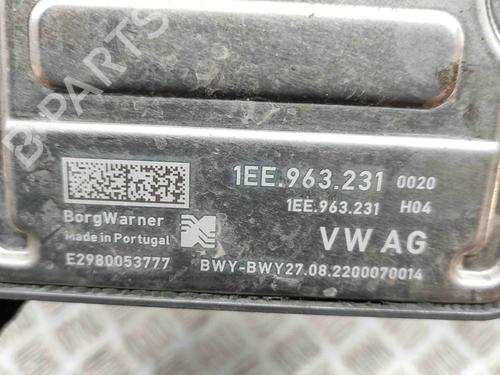 B-PARTS
1EE.963.231 0020
1EE.963.231 H04
BorgWarner
Made in Portugal
VW AG
E2980053777
BWY-BWY27.08.2200070014